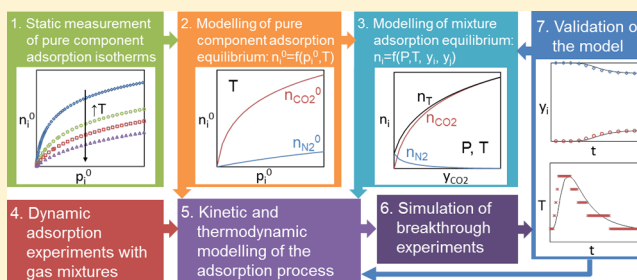 1. Static measurement
of pure component
adsorption isotherms
n_i^0
↑T
p_i^0
2. Modelling of pure
component adsorption
equilibrium: n_i^0=f(p_i^0,T)
n_i^0
T
n_CO2^0
n_N2^0
p_i^0
3. Modelling of mixture
adsorption equilibrium:
n_i=f(P,T, y_i, y_j)
n_i
n_T
n_CO2
n_N2
P, T
y_CO2
7. Validation of
the model
y_i
t
T
t
4. Dynamic
adsorption
experiments with
gas mixtures
5. Kinetic and
thermodynamic
modelling of the
adsorption process
6. Simulation of
breakthrough
experiments